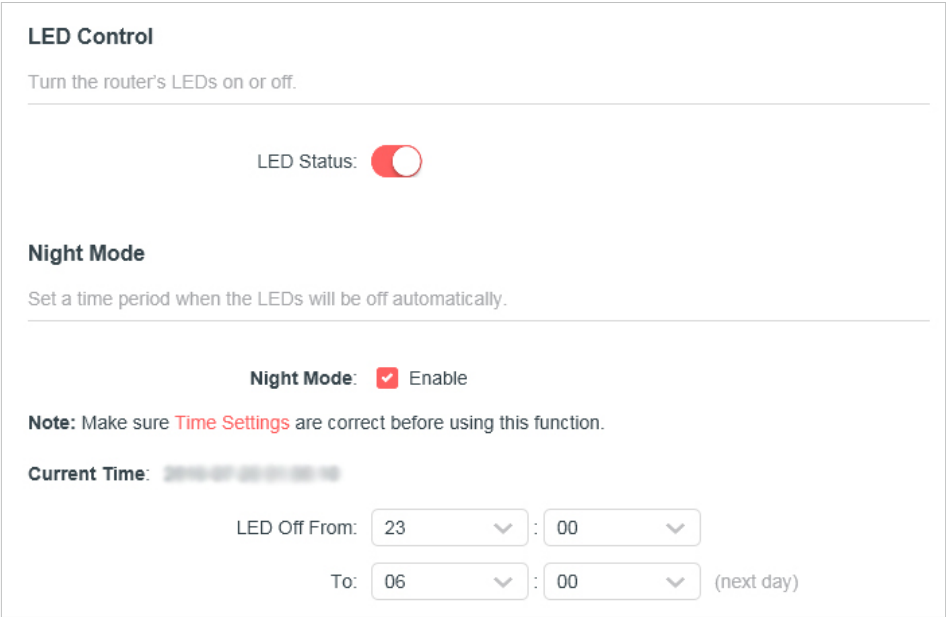 LED Control
Turn the router's LEDs on or off.
LED Status:
Night Mode
Set a time period when the LEDs will be off automatically.
Night Mode: Enable
Note: Make sure Time Settings are correct before using this function.
Current Time:
LED Off From: 23 : 00
To: 06 : 00 (next day)